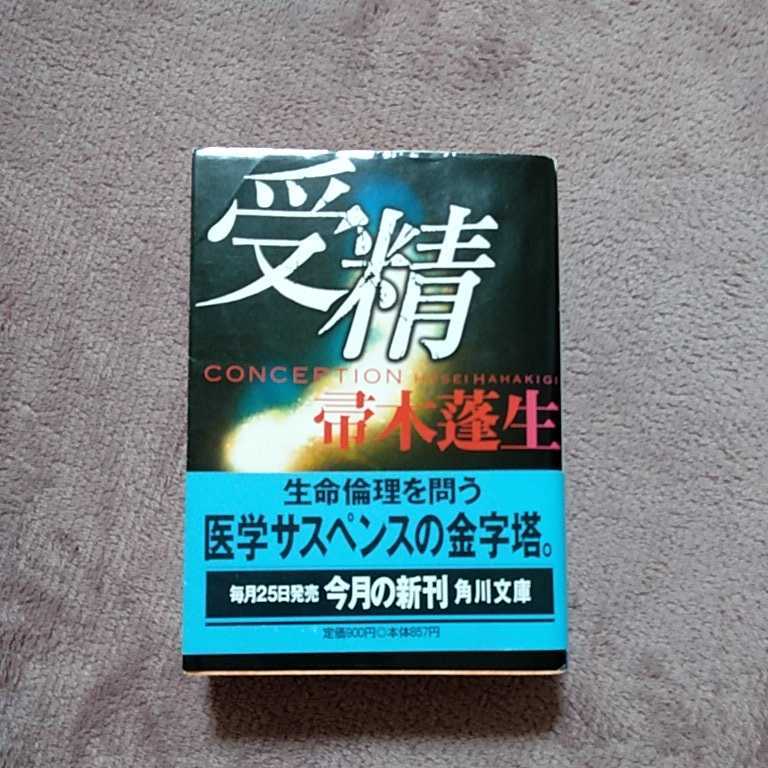 受精
CONCEPTION HOSEI HAHAKIGI
帚木蓬生
生命倫理を問う
医学サスペンスの金字塔。
毎月25日発売 今月の新刊 角川文庫
定価900円◎本体857円